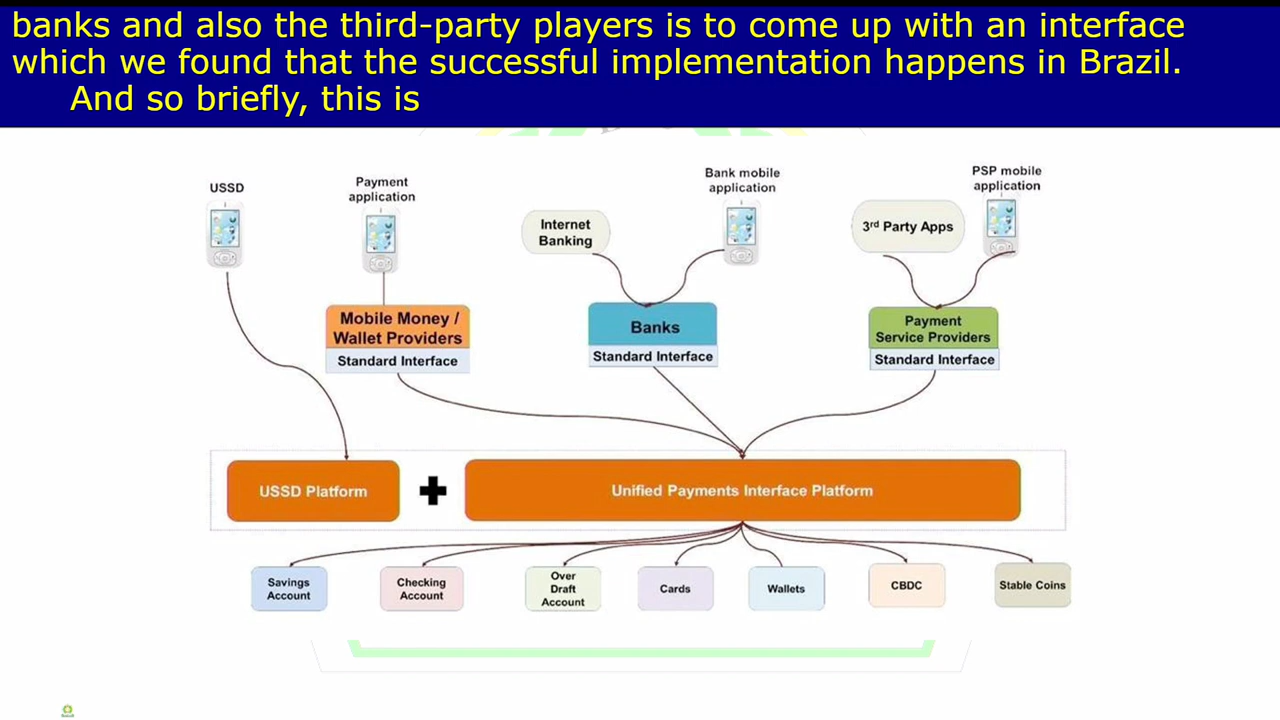 banks and also the third-party players is to come up with an interface
which we found that the successful implementation happens in Brazil.
And so briefly, this is
USSD
Payment
application
Bank mobile
application
PSP mobile
application
Internet
Banking
3rd Party Apps
Mobile Money /
Wallet Providers
Standard Interface
Banks
Standard Interface
Payment
Service Providers
Standard Interface
USSD Platform
Unified Payments Interface Platform
Savings
Account
Checking
Account
Over
Draft
Account
Cards
Wallets
CBDC
Stable Coins